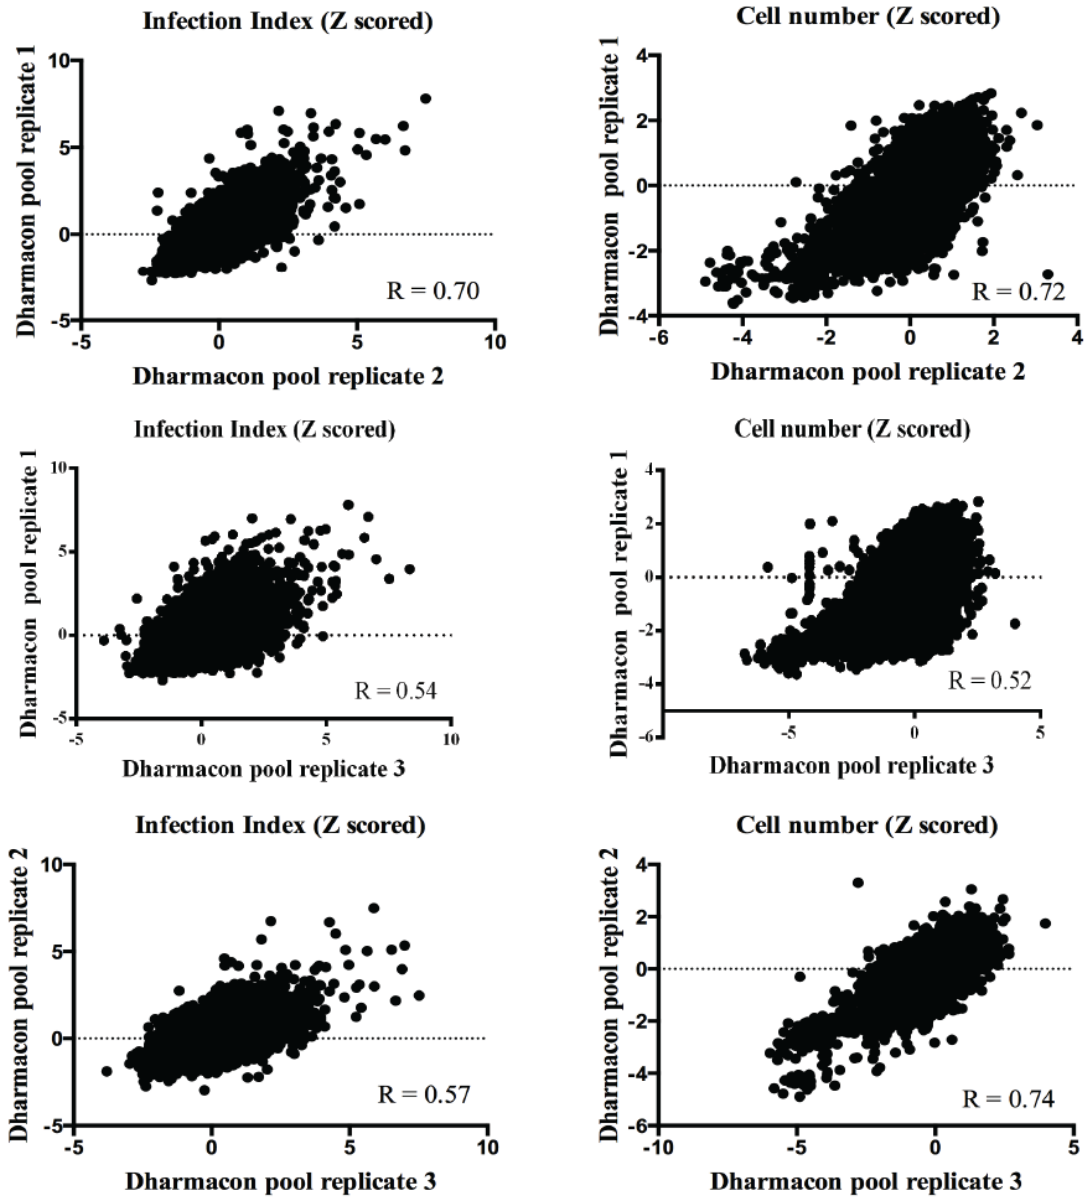 Infection Index (Z scored)
Dharmacon pool replicate 1
10
5
0
-5
-5
0
5
10
R = 0.70
Dharmacon pool replicate 2
Cell number (Z scored)
Dharmacon pool replicate 1
4
2
0
-2
-4
-6
-4
-2
0
2
4
R = 0.72
Dharmacon pool replicate 2
Infection Index (Z scored)
Dharmacon pool replicate 1
10
5
0
-5
-5
0
5
10
R = 0.54
Dharmacon pool replicate 3
Cell number (Z scored)
Dharmacon pool replicate 1
4
2
0
-2
-4
-6
-5
0
5
R = 0.52
Dharmacon pool replicate 3
Infection Index (Z scored)
Dharmacon pool replicate 2
10
5
0
-5
-5
0
5
10
R = 0.57
Dharmacon pool replicate 3
Cell number (Z scored)
Dharmacon pool replicate 2
4
2
0
-2
-4
-6
-10
-5
0
5
R = 0.74
Dharmacon pool replicate 3